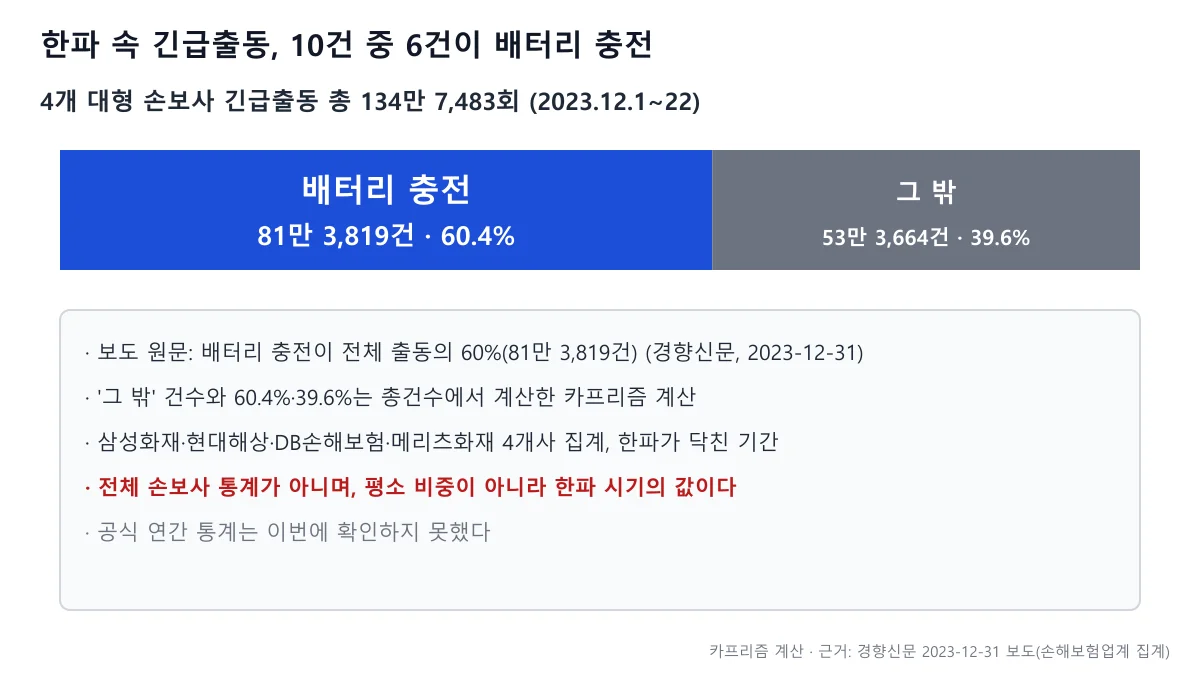 한파 속 긴급출동, 10건 중 6건이 배터리 충전
4개 대형 손보사 긴급출동 총 134만 7,483회 (2023.12.1~22)
배터리 충전
81만 3,819건 · 60.4%
그 밖
53만 3,664건 · 39.6%
· 보도 원문: 배터리 충전이 전체 출동의 60%(81만 3,819건) (경향신문, 2023-12-31)
· '그 밖' 건수와 60.4%·39.6%는 총건수에서 계산한 카프리즘 계산
· 삼성화재·현대해상·DB손해보험·메리츠화재 4개사 집계, 한파가 닥친 기간
· 전체 손보사 통계가 아니며, 평소 비중이 아니라 한파 시기의 값이다
· 공식 연간 통계는 이번에 확인하지 못했다
카프리즘 계산 · 근거: 경향신문 2023-12-31 보도(손해보험업계 집계)